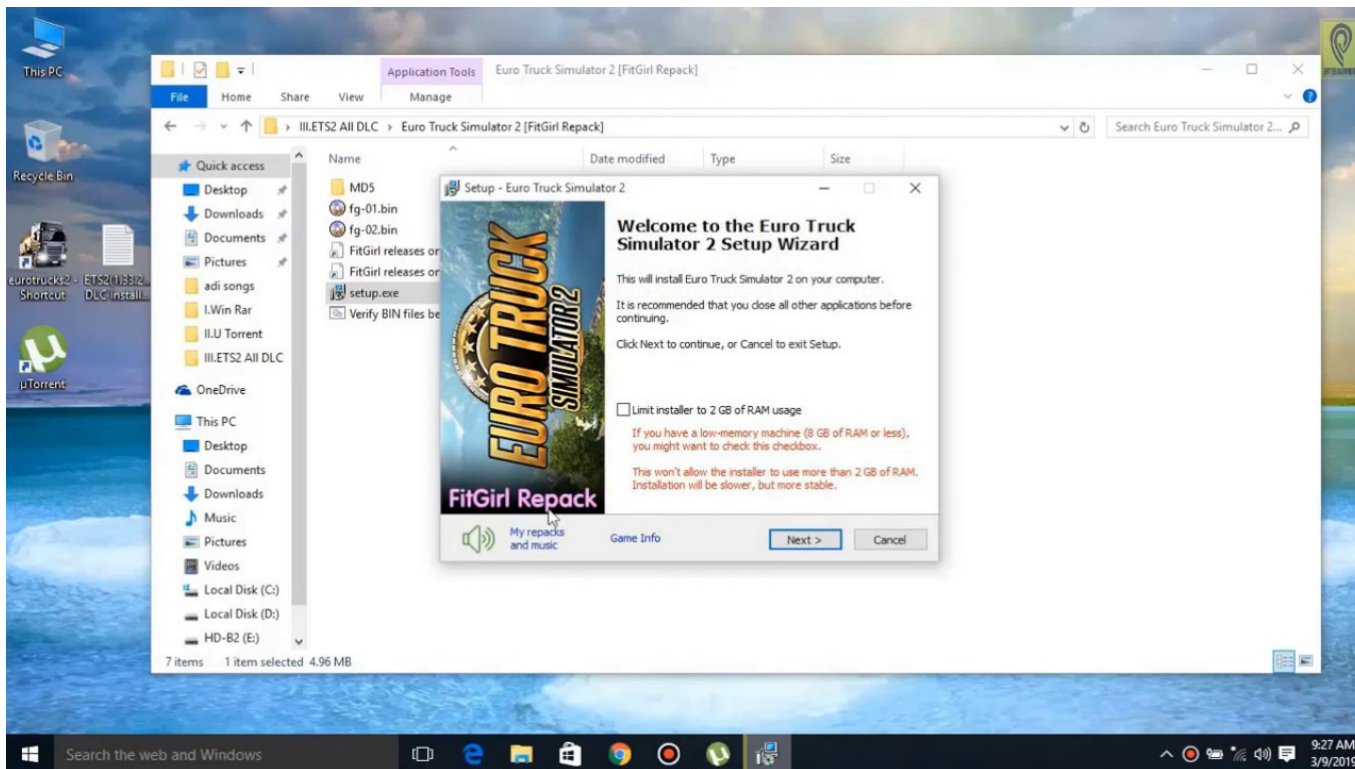 This PC
Recycle Bin
eurotrucks2 -
Shortcut
DLC install...
µTorrent
Application Tools
Euro Truck Simulator 2 [FitGirl Repack]
File
Home
Share
View
Manage
III.ETS2 All DLC > Euro Truck Simulator 2 [FitGirl Repack]
Search Euro Truck Simulator 2...
Quick access
Desktop
Downloads
Documents
Pictures
adi songs
I.Win Rar
II.U Torrent
III.ETS2 All DLC
OneDrive
This PC
Desktop
Documents
Downloads
Music
Pictures
Videos
Local Disk (C:)
Local Disk (D:)
HD-B2 (E:)
Name
Date modified
Type
Size
MD5
fg-01.bin
fg-02.bin
FitGirl releases or
FitGirl releases or
setup.exe
Verify BIN files be
Setup - Euro Truck Simulator 2
EURO TRUCK
SIMULATOR 2
FitGirl Repack
Welcome to the Euro Truck
Simulator 2 Setup Wizard
This will install Euro Truck Simulator 2 on your computer.
It is recommended that you close all other applications before
continuing.
Click Next to continue, or Cancel to exit Setup.
Limit installer to 2 GB of RAM usage
If you have a low-memory machine (8 GB of RAM or less),
you might want to check this checkbox.
This won't allow the installer to use more than 2 GB of RAM.
Installation will be slower, but more stable.
My repacks
and music
Game Info
Next >
Cancel
7 items
1 item selected 4.96 MB
Search the web and Windows
9:27 AM
3/9/2019